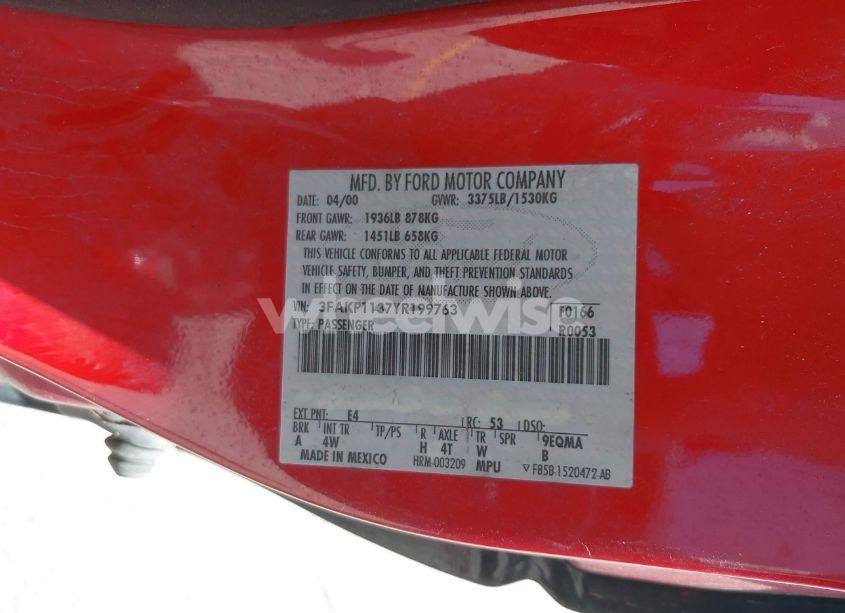 MFD. BY FORD MOTOR COMPANY
DATE: 04/00 GVWR: 3375LB/1530KG
FRONT GAWR: 1936LB 878KG
REAR GAWR: 1451LB 658KG
THIS VEHICLE CONFORMS TO ALL APPLICABLE FEDERAL MOTOR
VEHICLE SAFETY, BUMPER, AND THEFT PREVENTION STANDARDS
IN EFFECT ON THE DATE OF MANUFACTURE SHOWN ABOVE.
VIN: 3FAKP1137YR199763 F0166
TYPE: PASSENGER R0053
wheelwise
EXT PNT: E4 RC: 53 DSO:
BRK INT TR TP/PS R AXLE TR SPR 9EQMA
A 4W H 4T W B
MADE IN MEXICO HRM-003209 MPU F85B-1520472-AB